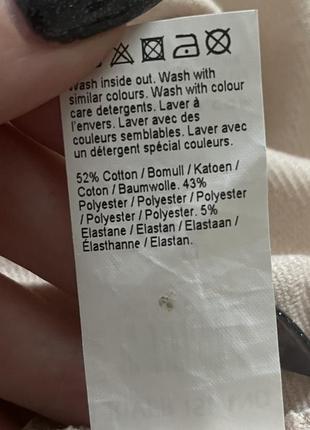 Wash inside out. Wash with
similar colours. Wash with colour
care detergents. Laver à
l'envers. Laver avec des
couleurs semblables. Laver avec
un détergent spécial couleurs.
52% Cotton / Bomull / Katoen /
Coton / Baumwolle. 43%
Polyester / Polyester / Polyester
/ Polyester / Polyester. 5%
Elastane / Elastan / Elastaan /
Élasthanne / Elastan.